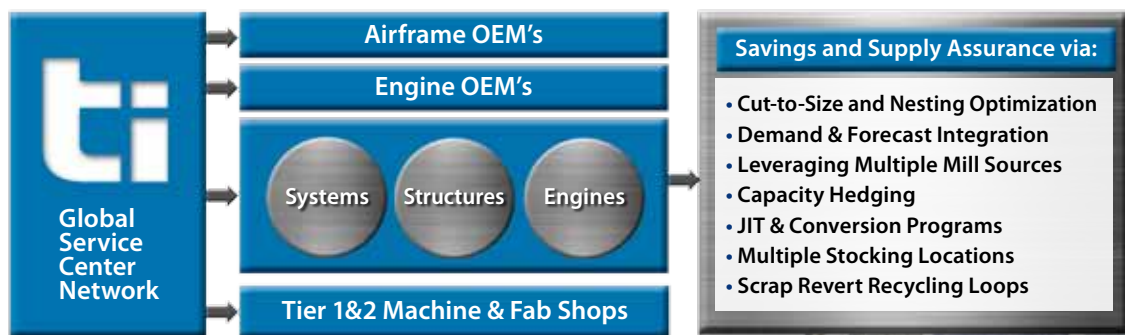 ti
Global
Service
Center
Network
Airframe OEM's
Engine OEM's
Systems
Structures
Engines
Tier 1&2 Machine & Fab Shops
Savings and Supply Assurance via:
• Cut-to-Size and Nesting Optimization
• Demand & Forecast Integration
• Leveraging Multiple Mill Sources
• Capacity Hedging
• JIT & Conversion Programs
• Multiple Stocking Locations
• Scrap Revert Recycling Loops